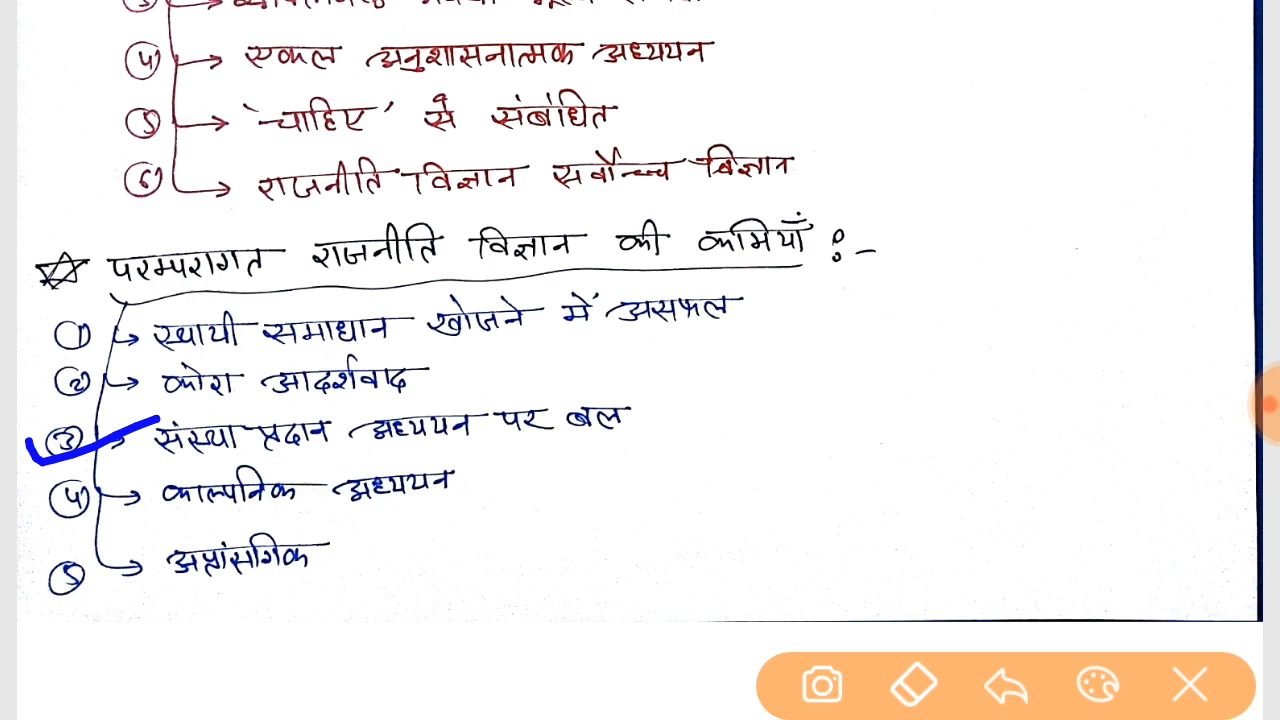 ④ → एकल अनुशासनात्मक अध्ययन
⑤ → 'चाहिए' से संबंधित
⑥ → राजनीति विज्ञान सर्वोच्च विज्ञान
☆ परम्परागत राजनीति विज्ञान की कमियाँ :-
① → स्थायी समाधान खोजने में असफल
② → कोरा आदर्शवाद
③ → संस्था प्रदान अध्ययन पर बल
④ → काल्पनिक अध्ययन
⑤ → अप्रांसगिक